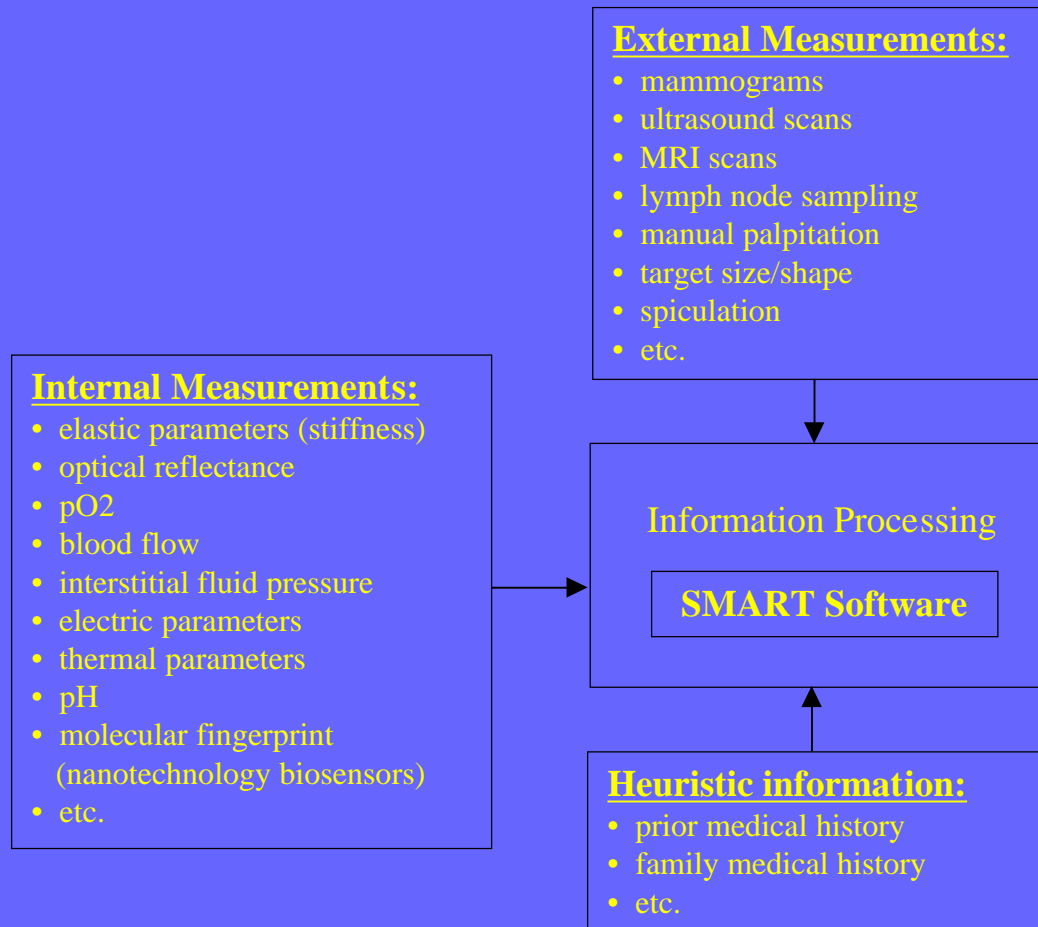 External Measurements:
• mammograms
• ultrasound scans
• MRI scans
• lymph node sampling
• manual palpitation
• target size/shape
• spiculation
• etc.
Internal Measurements:
• elastic parameters (stiffness)
• optical reflectance
• pO2
• blood flow
• interstitial fluid pressure
• electric parameters
• thermal parameters
• pH
• molecular fingerprint
(nanotechnology biosensors)
• etc.
Information Processing
SMART Software
Heuristic information:
• prior medical history
• family medical history
• etc.